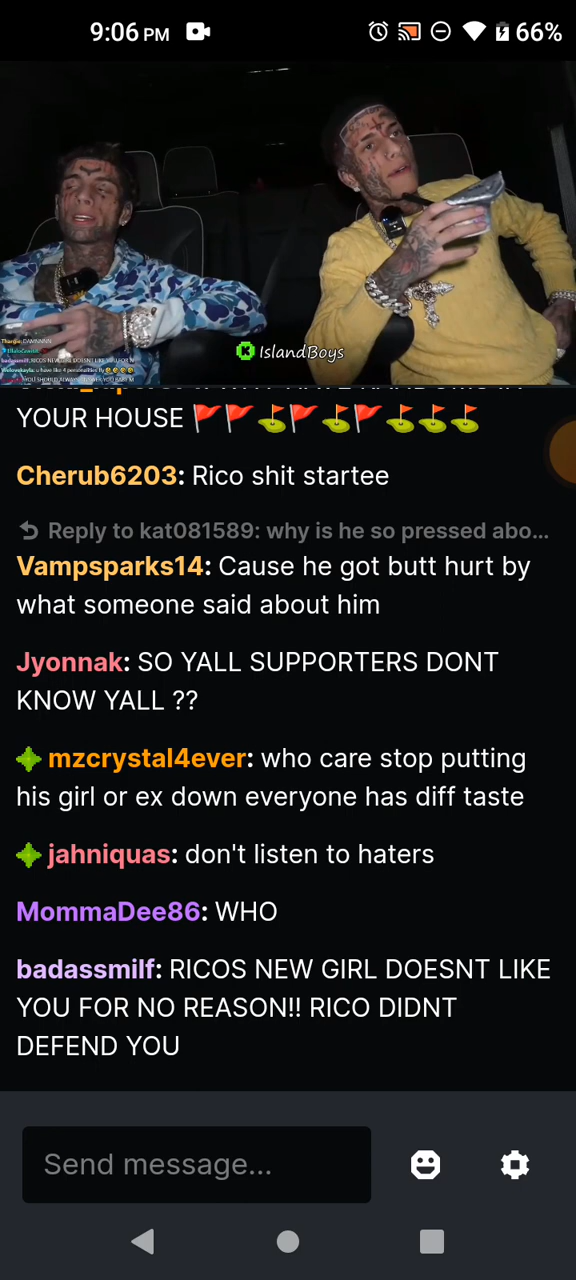 9:06 PM
66%
IslandBoys
YOUR HOUSE 🚩🚩⛳🚩⛳🚩⛳⛳⛳
Cherub6203: Rico shit startee
Reply to kat081589: why is he so pressed abo...
Vampsparks14: Cause he got butt hurt by
what someone said about him
Jyonnak: SO YALL SUPPORTERS DONT
KNOW YALL ??
mzcrystal4ever: who care stop putting
his girl or ex down everyone has diff taste
jahniquas: don't listen to haters
MommaDee86: WHO
badassmilf: RICOS NEW GIRL DOESNT LIKE
YOU FOR NO REASON!! RICO DIDNT
DEFEND YOU
Send message...